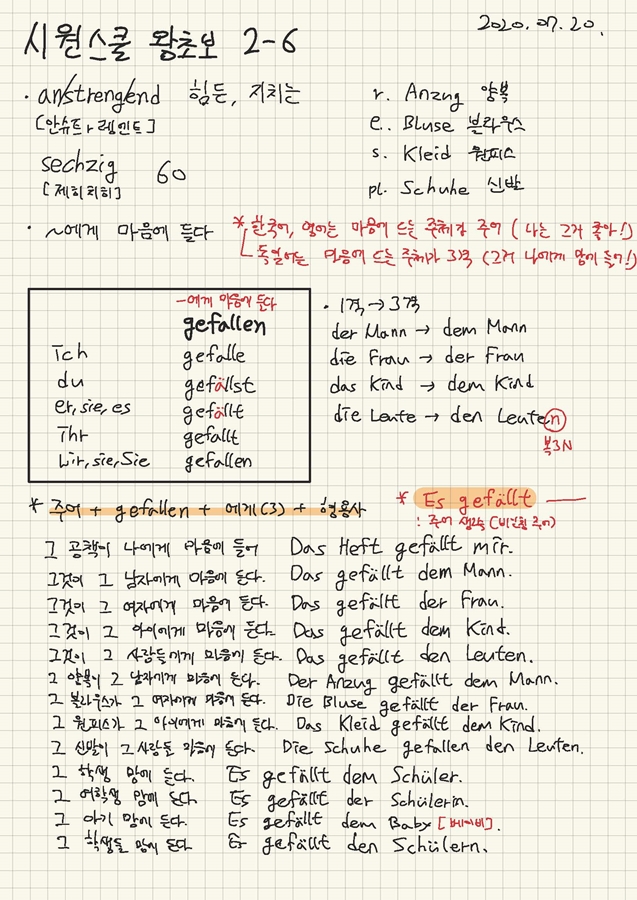 2020.07.20.
시원스쿨 왕초보 2-6
· an/streng/end 힘든, 지치는
[안슈트렝엔트]
sechzig 60
[제히치히]
r. Anzug 양복
e. Bluse 블라우스
s. Kleid 원피스
pl. Schuhe 신발
· ~에게 마음에 들다
* 한국어, 영어는 마음에 드는 주체가 주어 (나는 그거 좋아!)
독일어는 마음에 드는 주체가 3격 (그거 나에게 맘에 들어!)
-에게 마음에 든다
gefallen
ich gefalle
du gefällst
er, sie, es gefällt
ihr gefallt
wir, sie, Sie gefallen
· 1격 → 3격
der Mann → dem Mann
die Frau → der Frau
das Kind → dem Kind
die Leute → den Leuten
복3N
* 주어 + gefallen + 에게(3) + 형용사
* Es gefällt —
: 주어 생략 (비인칭 주어)
그 공책이 나에게 마음에 들어 Das Heft gefällt mir.
그것이 그 남자에게 마음에 든다. Das gefällt dem Mann.
그것이 그 여자에게 마음에 든다. Das gefällt der Frau.
그것이 그 아이에게 마음에 든다. Das gefällt dem Kind.
그것이 그 사람들에게 마음에 든다. Das gefällt den Leuten.
그 양복이 그 남자에게 마음에 든다. Der Anzug gefällt dem Mann.
그 블라우스가 그 여자에게 마음에 든다. Die Bluse gefällt der Frau.
그 원피스가 그 아이에게 마음에 든다. Das Kleid gefällt dem Kind.
그 신발이 그 사람들 마음에 든다. Die Schuhe gefallen den Leuten.
그 학생 맘에 든다. Es gefällt dem Schüler.
그 여학생 맘에 든다. Es gefällt der Schülerin.
그 아기 맘에 든다. Es gefällt dem Baby [베이비].
그 학생들 맘에 든다 Es gefällt den Schülern.